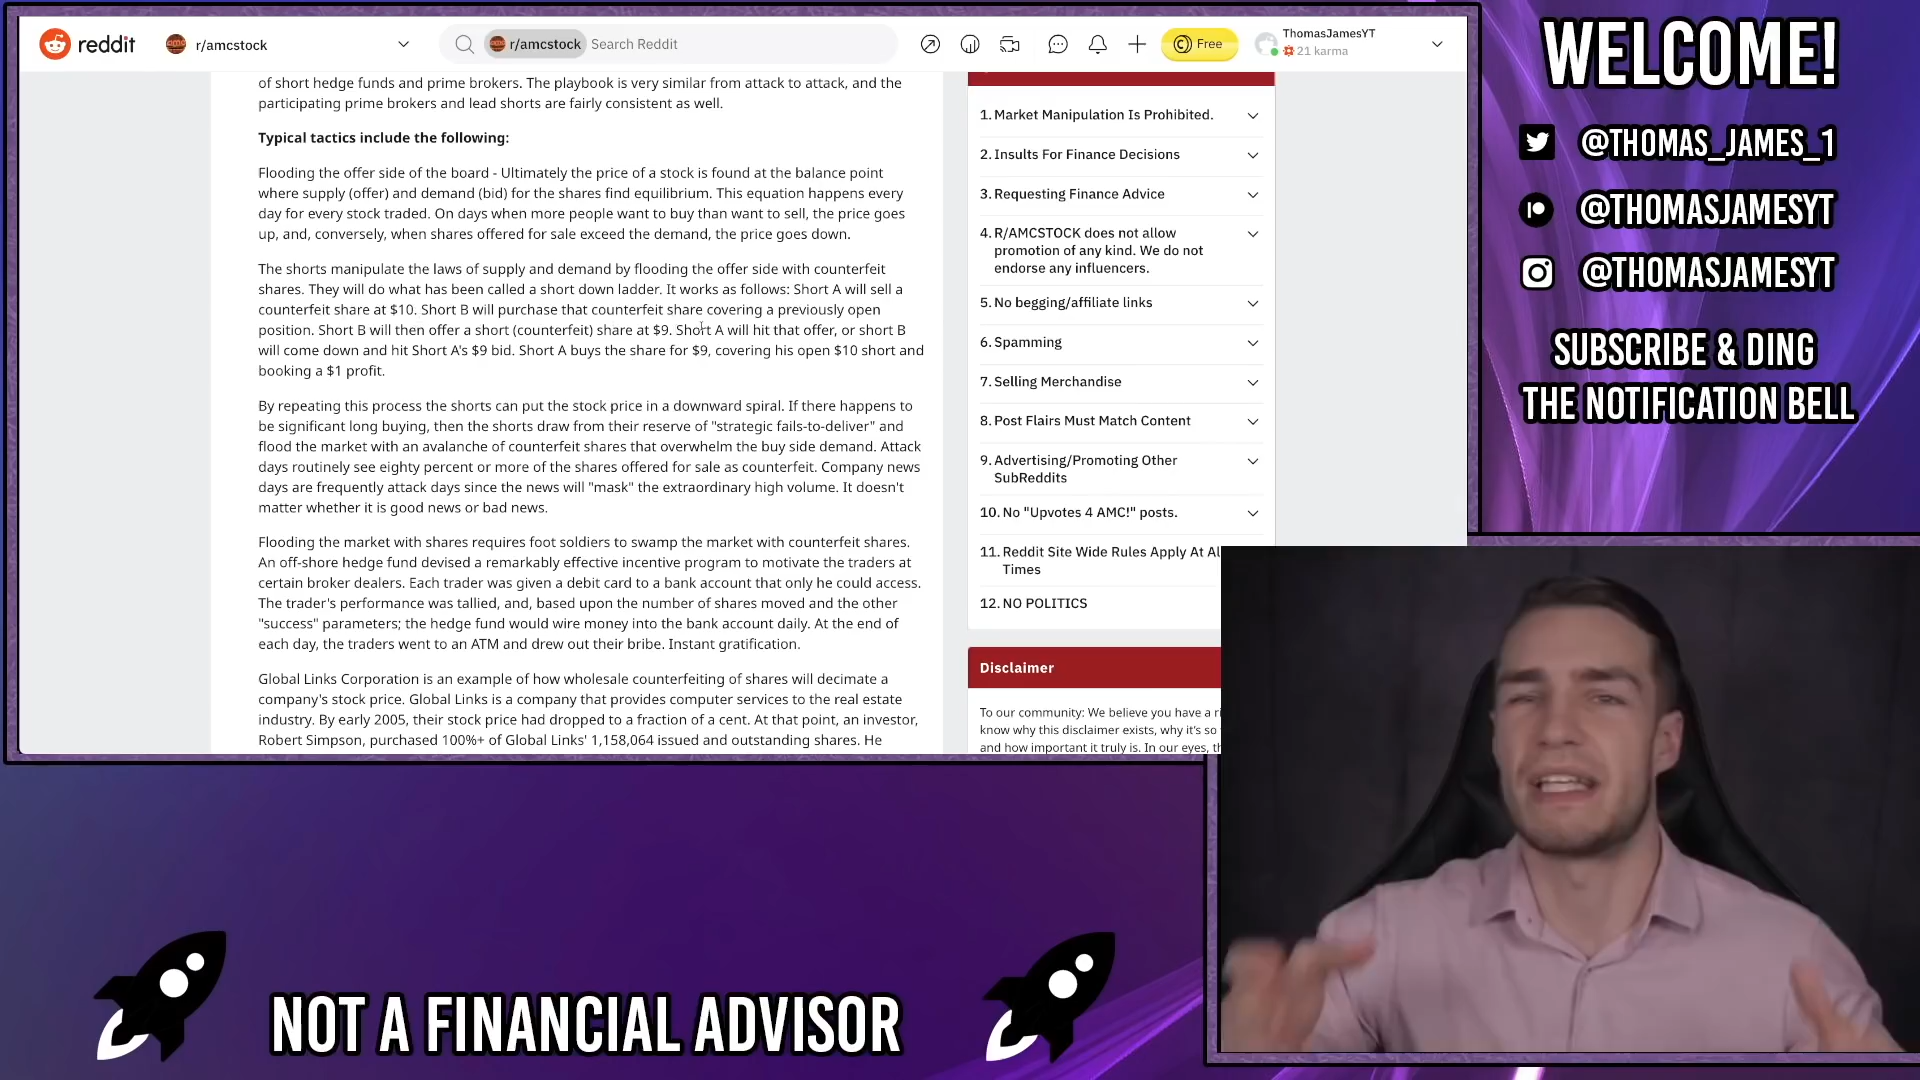 reddit
r/amcstock
r/amcstock Search Reddit
Free
ThomasJamesYT
21 karma
of short hedge funds and prime brokers. The playbook is very similar from attack to attack, and the
participating prime brokers and lead shorts are fairly consistent as well.
Typical tactics include the following:
Flooding the offer side of the board - Ultimately the price of a stock is found at the balance point
where supply (offer) and demand (bid) for the shares find equilibrium. This equation happens every
day for every stock traded. On days when more people want to buy than want to sell, the price goes
up, and, conversely, when shares offered for sale exceed the demand, the price goes down.
The shorts manipulate the laws of supply and demand by flooding the offer side with counterfeit
shares. They will do what has been called a short down ladder. It works as follows: Short A will sell a
counterfeit share at $10. Short B will purchase that counterfeit share covering a previously open
position. Short B will then offer a short (counterfeit) share at $9. Short A will hit that offer, or short B
will come down and hit Short A's $9 bid. Short A buys the share for $9, covering his open $10 short and
booking a $1 profit.
By repeating this process the shorts can put the stock price in a downward spiral. If there happens to
be significant long buying, then the shorts draw from their reserve of "strategic fails-to-deliver" and
flood the market with an avalanche of counterfeit shares that overwhelm the buy side demand. Attack
days routinely see eighty percent or more of the shares offered for sale as counterfeit. Company news
days are frequently attack days since the news will "mask" the extraordinary high volume. It doesn't
matter whether it is good news or bad news.
Flooding the market with shares requires foot soldiers to swamp the market with counterfeit shares.
An off-shore hedge fund devised a remarkably effective incentive program to motivate the traders at
certain broker dealers. Each trader was given a debit card to a bank account that only he could access.
The trader's performance was tallied, and, based upon the number of shares moved and the other
"success" parameters; the hedge fund would wire money into the bank account daily. At the end of
each day, the traders went to an ATM and drew out their bribe. Instant gratification.
Global Links Corporation is an example of how wholesale counterfeiting of shares will decimate a
company's stock price. Global Links is a company that provides computer services to the real estate
industry. By early 2005, their stock price had dropped to a fraction of a cent. At that point, an investor,
Robert Simpson, purchased 100%+ of Global Links' 1,158,064 issued and outstanding shares. He
1. Market Manipulation Is Prohibited.
2. Insults For Finance Decisions
3. Requesting Finance Advice
4. R/AMCSTOCK does not allow
promotion of any kind. We do not
endorse any influencers.
5. No begging/affiliate links
6. Spamming
7. Selling Merchandise
8. Post Flairs Must Match Content
9. Advertising/Promoting Other
SubReddits
10. No "Upvotes 4 AMC!" posts.
11. Reddit Site Wide Rules Apply At Al
Times
12. NO POLITICS
Disclaimer
To our community: We believe you have a ri
know why this disclaimer exists, why it's so
and how important it truly is. In our eyes, th
WELCOME!
@THOMAS_JAMES_1
@THOMASJAMESYT
@THOMASJAMESYT
SUBSCRIBE & DING
THE NOTIFICATION BELL
NOT A FINANCIAL ADVISOR